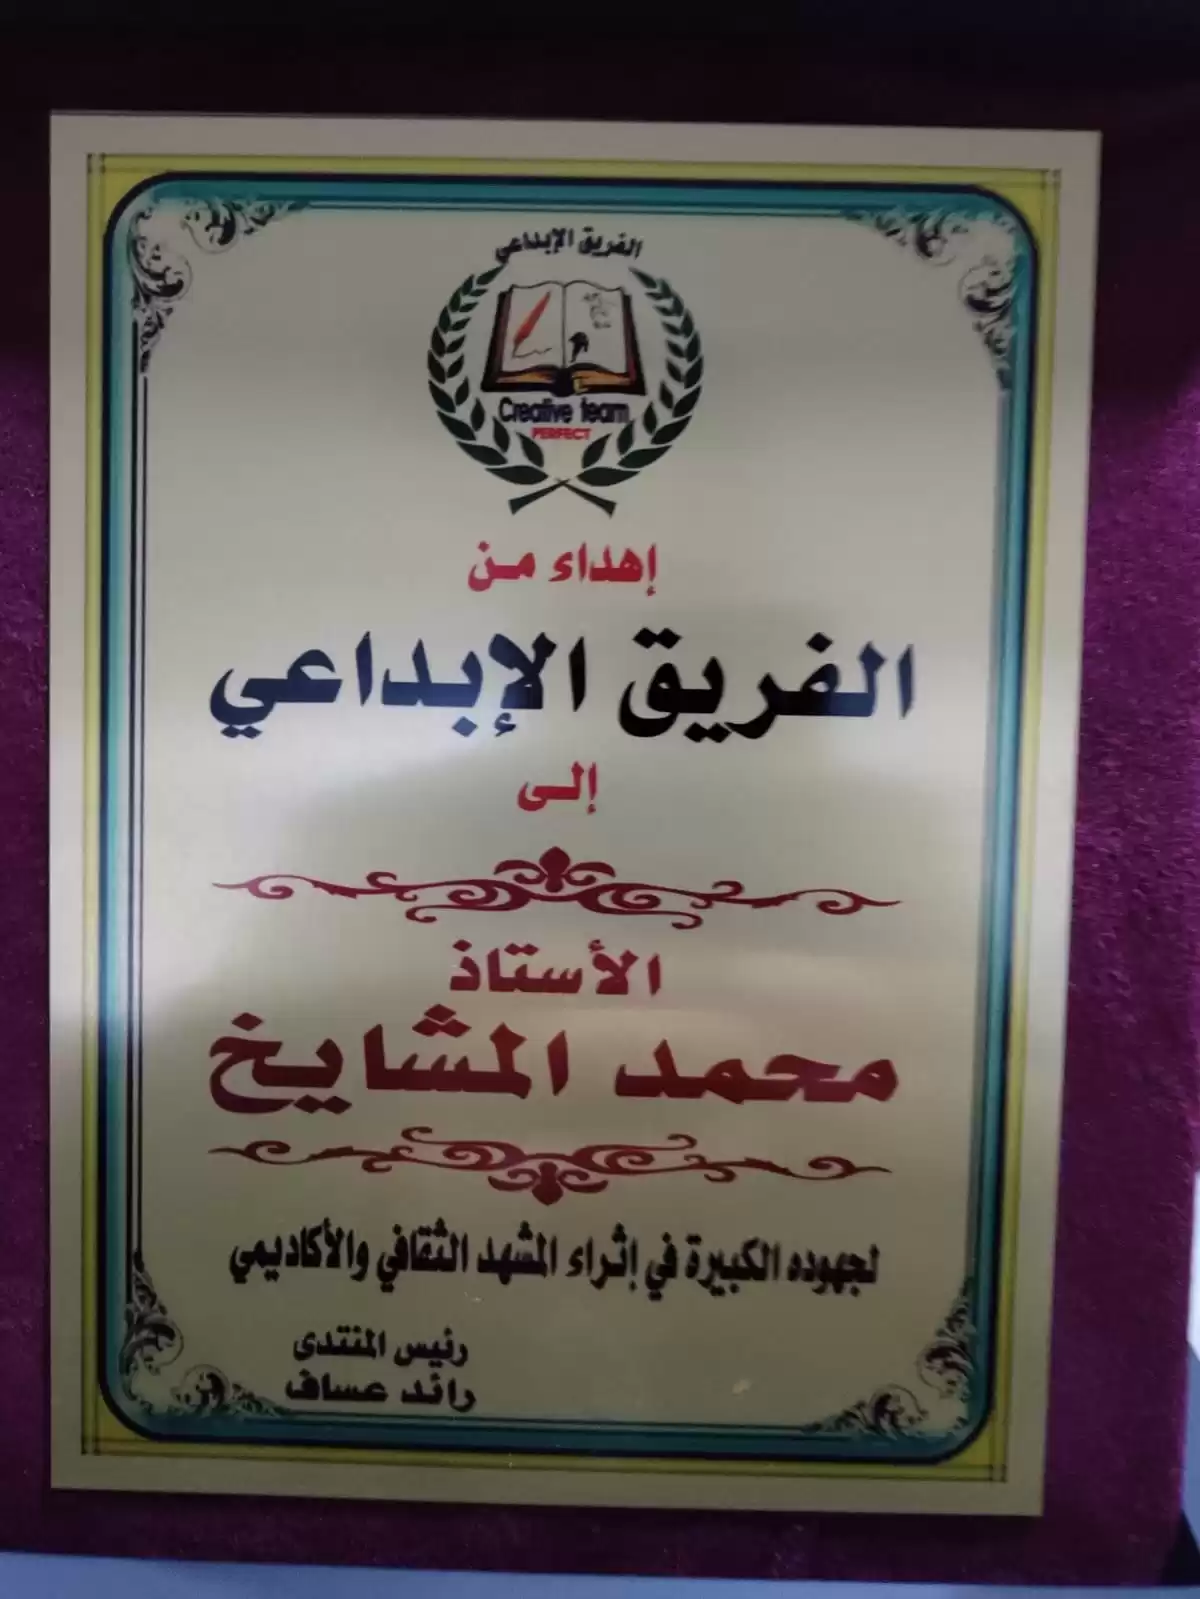 الفريق الإبداعي
Creative team
PERFECT
إهداء من
الفريق الإبداعي
إلى
الأستاذ
محمد المشايخ
لجهوده الكبيرة في إثراء المشهد الثقافي والأكاديمي
رئيس المنتدى
رائد عساف